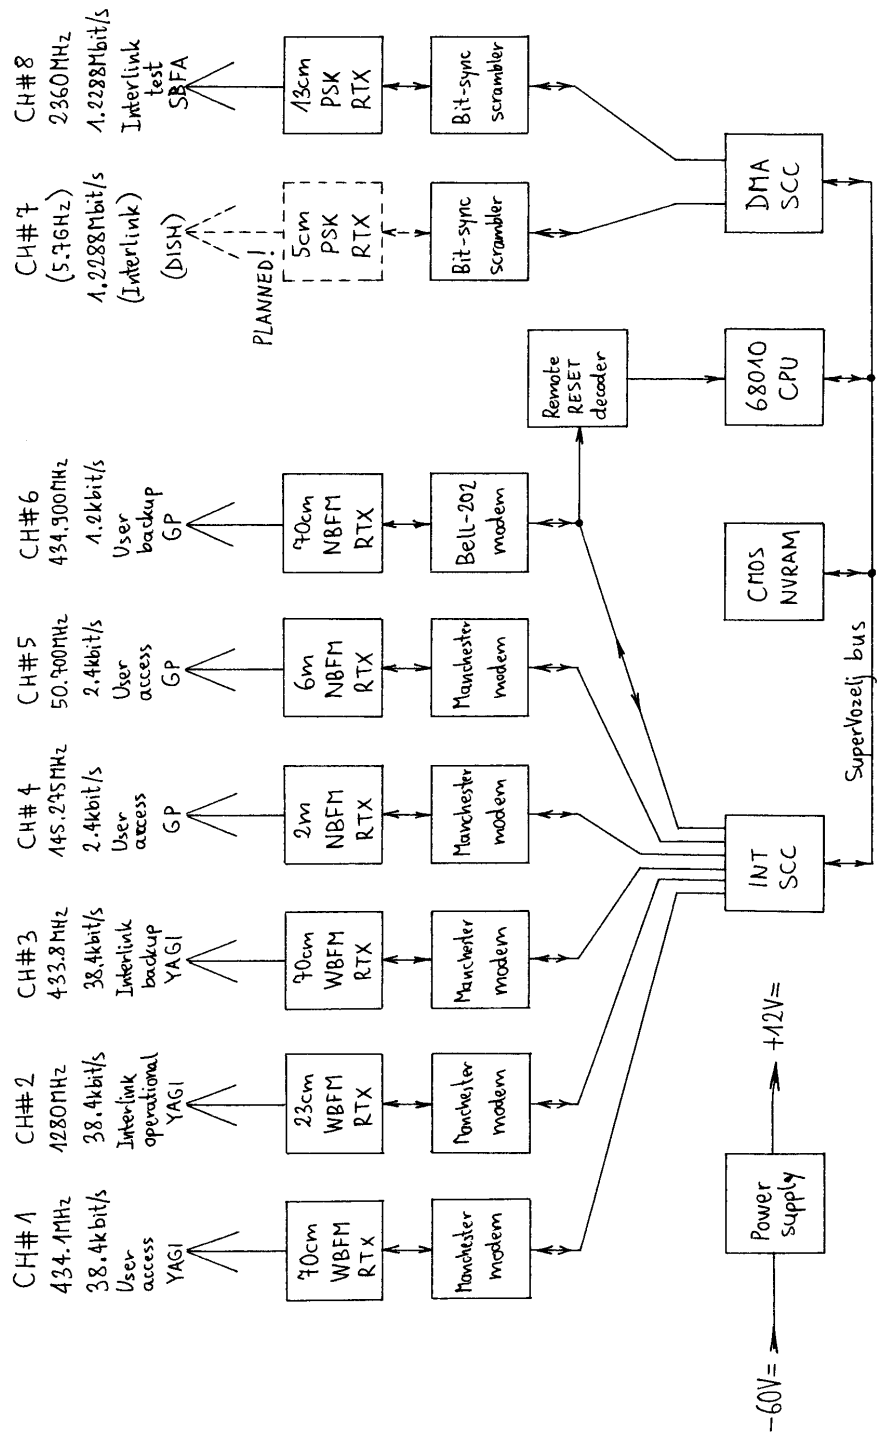 CH#1
434.1MHz
38.4kbit/s
User
access
YAGI
70cm
WBFM
RTX
Manchester
modem
CH#2
1280MHz
38.4kbit/s
Interlink
operational
YAGI
23cm
WBFM
RTX
Manchester
modem
CH#3
433.8MHz
38.4kbit/s
Interlink
backup
YAGI
70cm
WBFM
RTX
Manchester
modem
CH#4
145.275MHz
2.4kbit/s
User
access
GP
2m
NBFM
RTX
Manchester
modem
CH#5
50.700MHz
2.4kbit/s
User
access
GP
6m
NBFM
RTX
Manchester
modem
CH#6
434.900MHz
1.2kbit/s
User
backup
GP
70cm
NBFM
RTX
Bell-202
modem
CH#7
(5.7GHz)
1.2288Mbit/s
(Interlink)
(DISH)
PLANNED!
5cm
PSK
RTX
Bit-sync
scrambler
CH#8
2360MHz
1.2288Mbit/s
Interlink
test
SBFA
13cm
PSK
RTX
Bit-sync
scrambler
Remote
RESET
decoder
-60V=
Power
supply
+12V=
INT
SCC
CMOS
NVRAM
68010
CPU
DMA
SCC
SuperVozelj bus